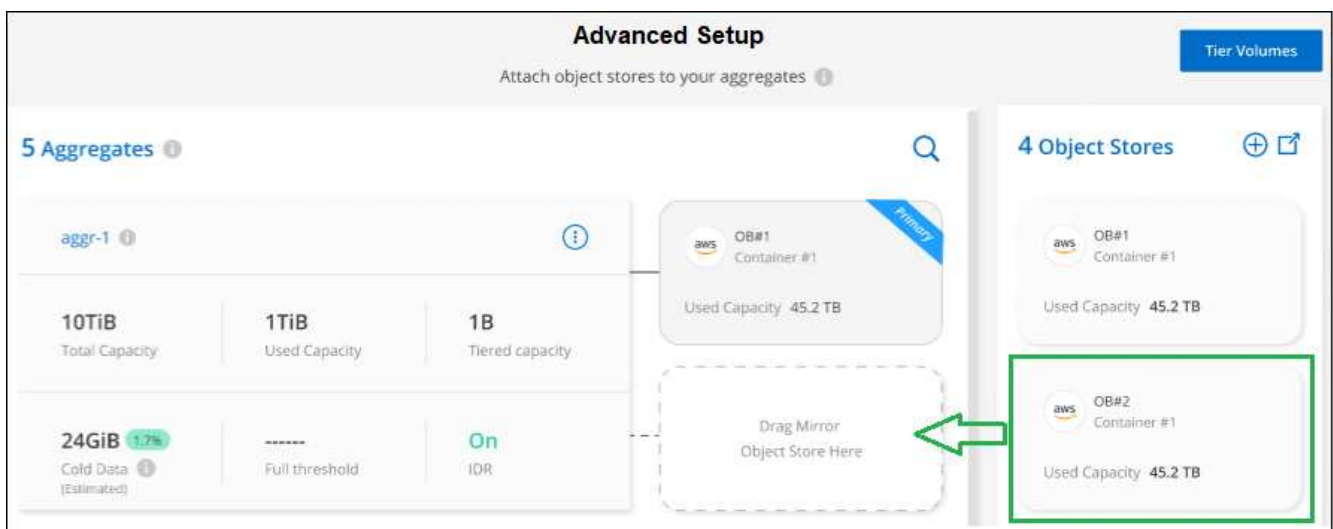 Advanced Setup
Attach object stores to your aggregates
Tier Volumes
5 Aggregates
aggr-1
10TiB
Total Capacity
1TiB
Used Capacity
1B
Tiered capacity
24GiB 1.7%
Cold Data
(Estimated)
------
Full threshold
On
IDR
Primary
aws
OB#1
Container #1
Used Capacity 45.2 TB
Drag Mirror
Object Store Here
4 Object Stores
aws
OB#1
Container #1
Used Capacity 45.2 TB
aws
OB#2
Container #1
Used Capacity 45.2 TB